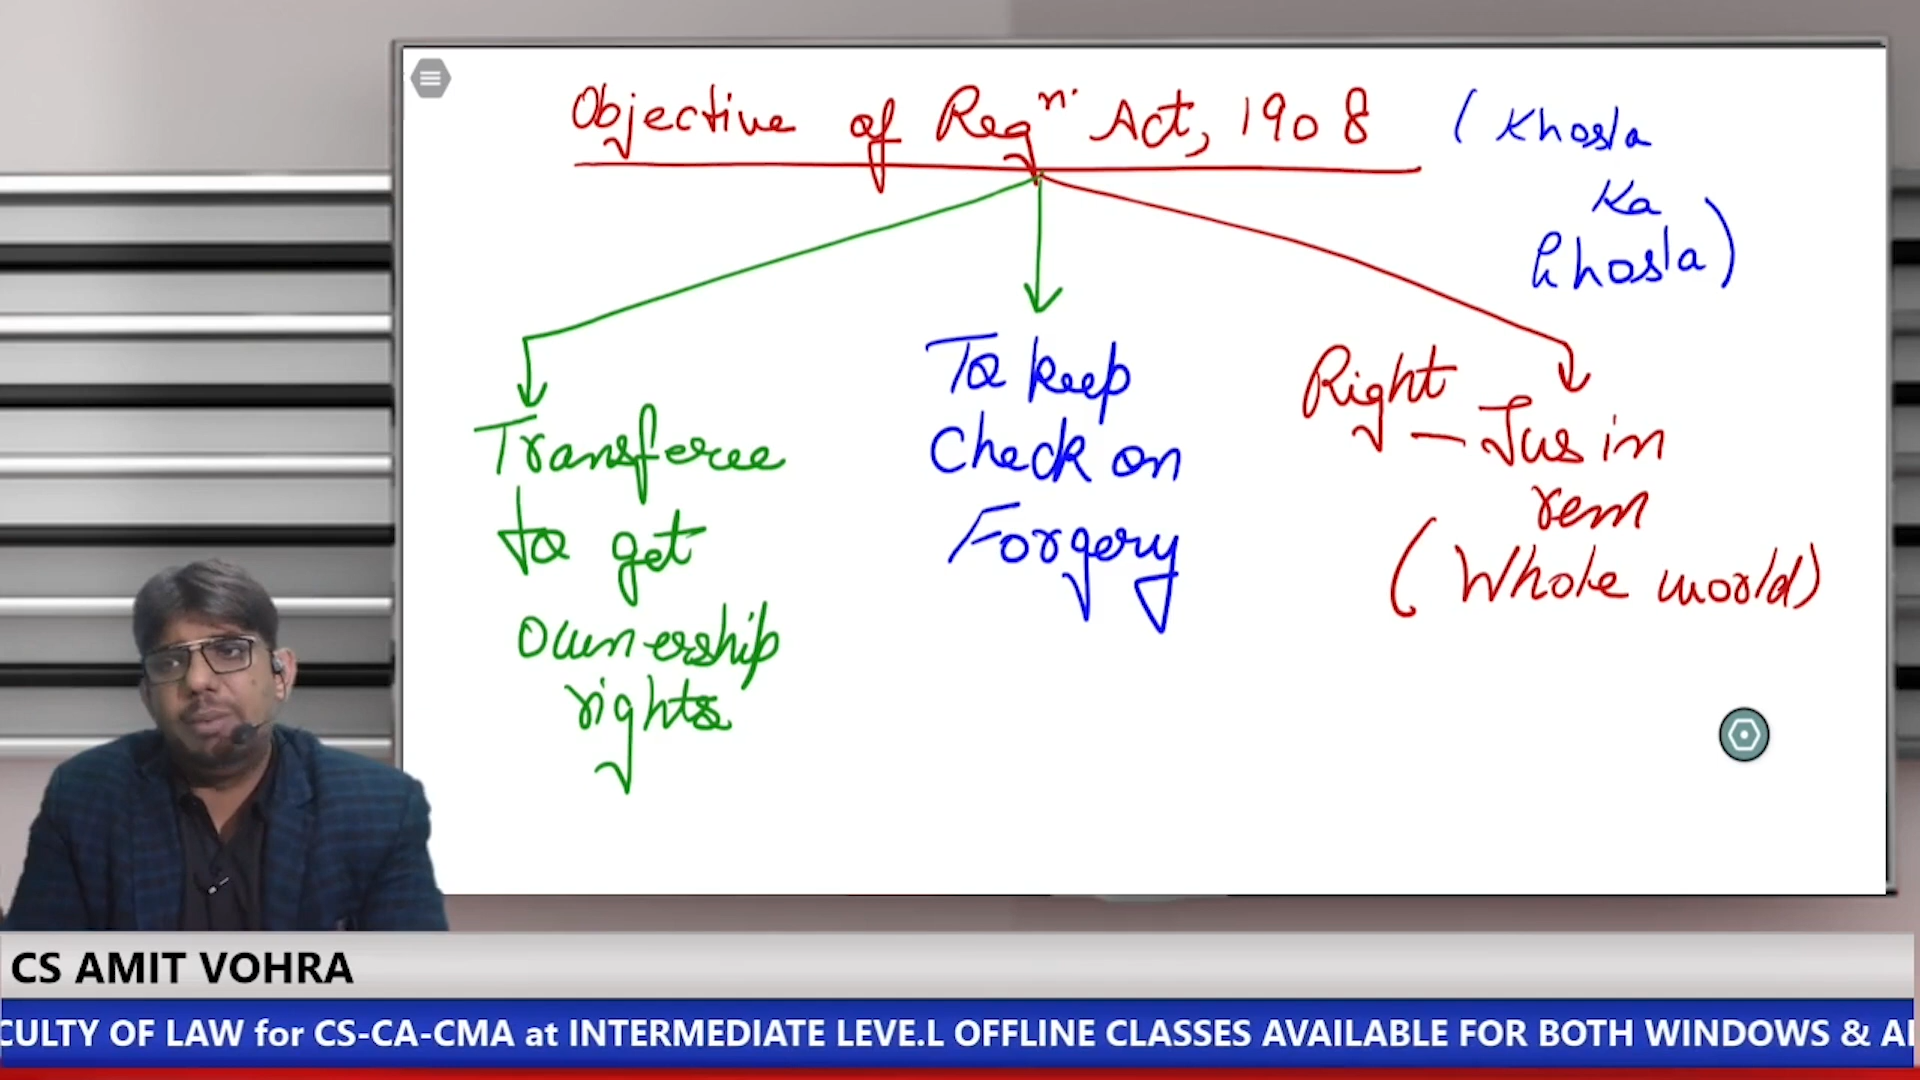 Objective of Regn. Act, 1908
(Khosla
Ka
Ghosla)
Transferee
to get
Ownership
rights
To keep
Check on
Forgery
Right
— Jus in
rem
(Whole world)
CS AMIT VOHRA
CULTY OF LAW for CS-CA-CMA at INTERMEDIATE LEVE.L OFFLINE CLASSES AVAILABLE FOR BOTH WINDOWS & A